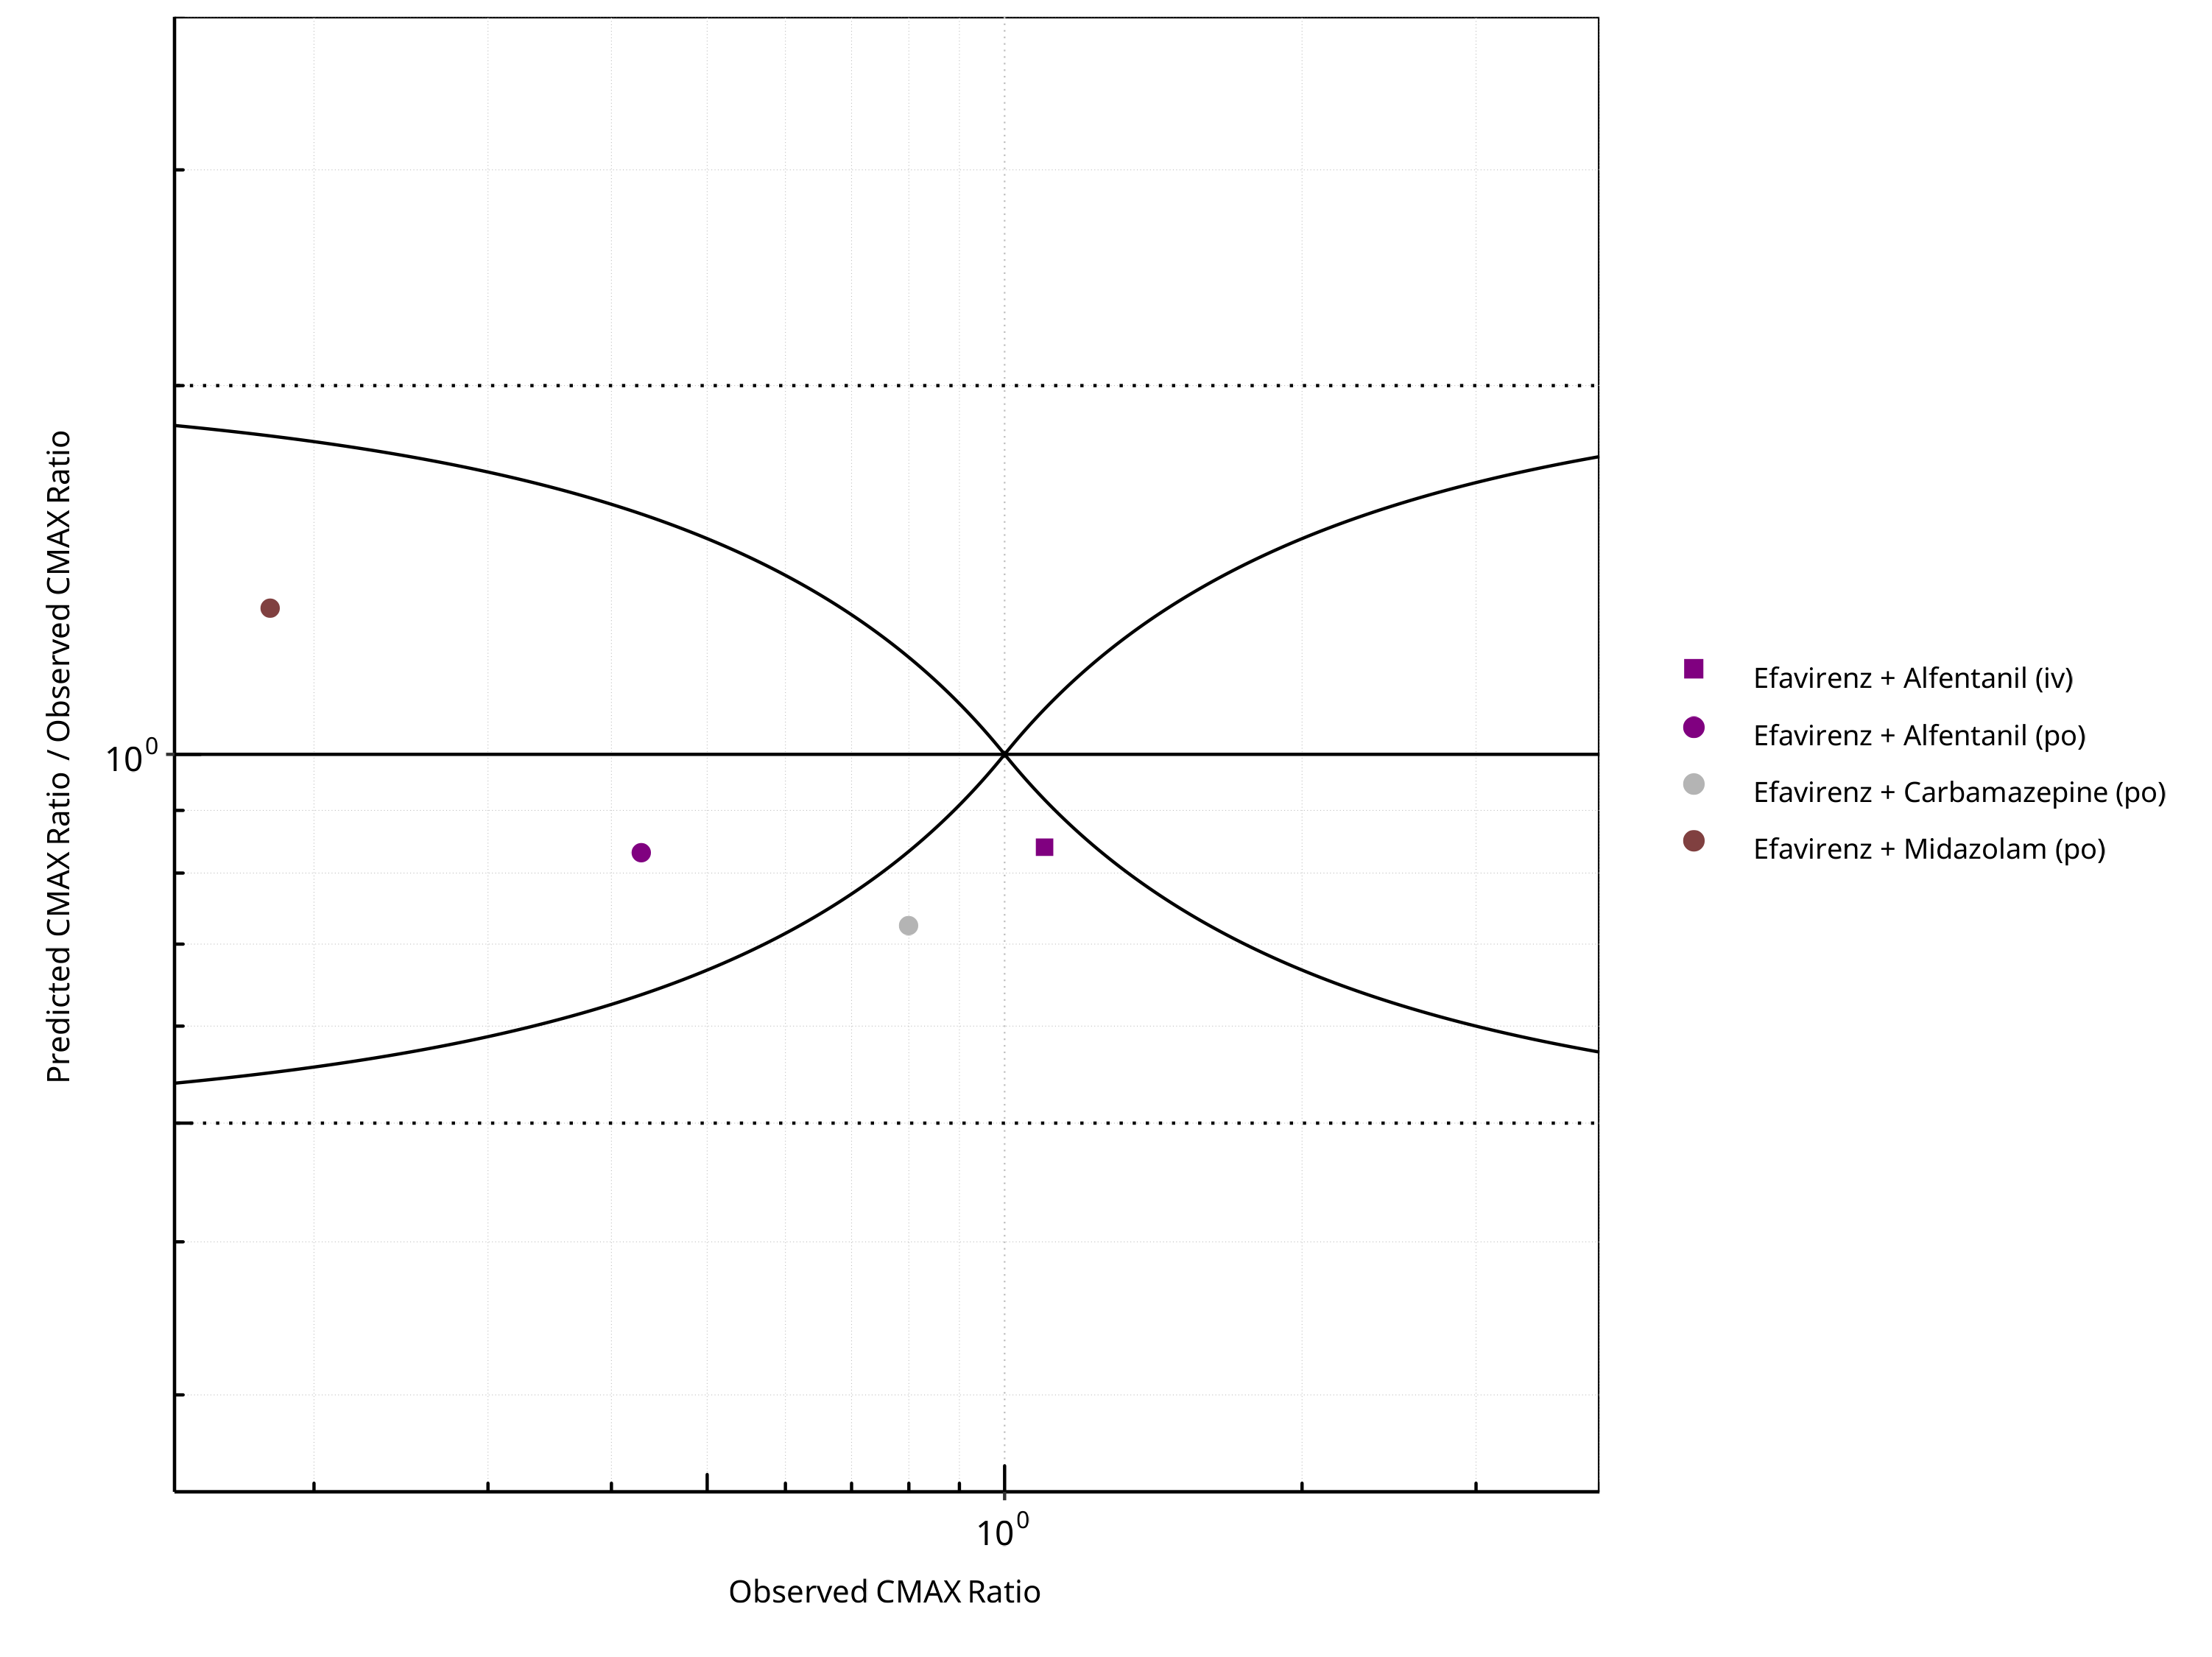 Predicted CMAX Ratio / Observed CMAX Ratio
10^0
10^0
Observed CMAX Ratio
Efavirenz + Alfentanil (iv)
Efavirenz + Alfentanil (po)
Efavirenz + Carbamazepine (po)
Efavirenz + Midazolam (po)